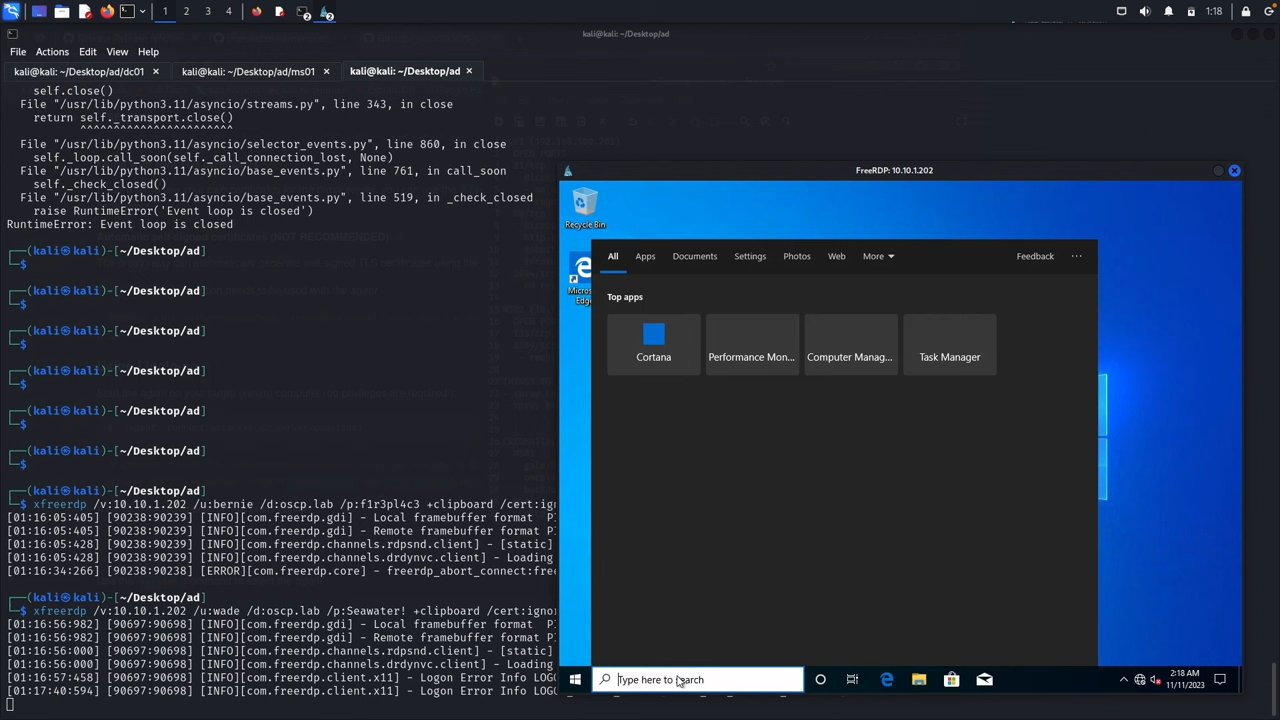 1 2 3 4 2 2 1:18
kali@kali: ~/Desktop/ad
File Actions Edit View Help
kali@kali: ~/Desktop/ad/dc01 × kali@kali: ~/Desktop/ad/ms01 × kali@kali: ~/Desktop/ad ×
self.close()
File "/usr/lib/python3.11/asyncio/streams.py", line 343, in close
return self._transport.close()
^^^^^^^^^^^^^^^^^^^^^^^
File "/usr/lib/python3.11/asyncio/selector_events.py", line 860, in close
self._loop.call_soon(self._call_connection_lost, None)
File "/usr/lib/python3.11/asyncio/base_events.py", line 761, in call_soon
self._check_closed()
File "/usr/lib/python3.11/asyncio/base_events.py", line 519, in _check_closed
raise RuntimeError('Event loop is closed')
RuntimeError: Event loop is closed
┌──(kali㉿kali)-[~/Desktop/ad]
└─$
┌──(kali㉿kali)-[~/Desktop/ad]
└─$
┌──(kali㉿kali)-[~/Desktop/ad]
└─$
┌──(kali㉿kali)-[~/Desktop/ad]
└─$
┌──(kali㉿kali)-[~/Desktop/ad]
└─$
┌──(kali㉿kali)-[~/Desktop/ad]
└─$
┌──(kali㉿kali)-[~/Desktop/ad]
└─$ xfreerdp /v:10.10.1.202 /u:bernie /d:oscp.lab /p:f1r3pl4c3 +clipboard /cert:ign
[01:16:05:405] [90238:90239] [INFO][com.freerdp.gdi] - Local framebuffer format PI
[01:16:05:405] [90238:90239] [INFO][com.freerdp.gdi] - Remote framebuffer format P
[01:16:05:428] [90238:90239] [INFO][com.freerdp.channels.rdpsnd.client] - [static]
[01:16:05:428] [90238:90239] [INFO][com.freerdp.channels.drdynvc.client] - Loading
[01:16:34:266] [90238:90238] [ERROR][com.freerdp.core] - freerdp_abort_connect:fre
┌──(kali㉿kali)-[~/Desktop/ad]
└─$ xfreerdp /v:10.10.1.202 /u:wade /d:oscp.lab /p:Seawater! +clipboard /cert:ignor
[01:16:56:982] [90697:90698] [INFO][com.freerdp.gdi] - Local framebuffer format PI
[01:16:56:982] [90697:90698] [INFO][com.freerdp.gdi] - Remote framebuffer format P
[01:16:56:000] [90697:90698] [INFO][com.freerdp.channels.rdpsnd.client] - [static]
[01:16:56:000] [90697:90698] [INFO][com.freerdp.channels.drdynvc.client] - Loading
[01:16:57:458] [90697:90698] [INFO][com.freerdp.client.x11] - Logon Error Info LOGO
[01:17:40:594] [90697:90698] [INFO][com.freerdp.client.x11] - Logon Error Info LOGO
FreeRDP: 10.10.1.202
Recycle Bin
Micros
Edge
All Apps Documents Settings Photos Web More Feedback ···
Top apps
Cortana Performance Mon... Computer Manag... Task Manager
Type here to search
2:18 AM
11/11/2023